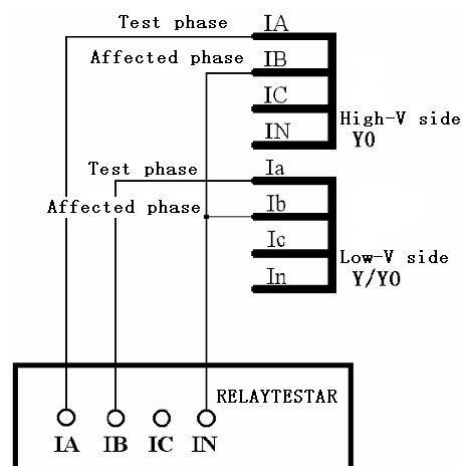 Test phase IA
Affected phase IB
IC
High-V side
IN Y0
Test phase Ia
Affected phase Ib
Ic
Low-V side
In Y/Y0
RELAYTESTAR
IA IB IC IN